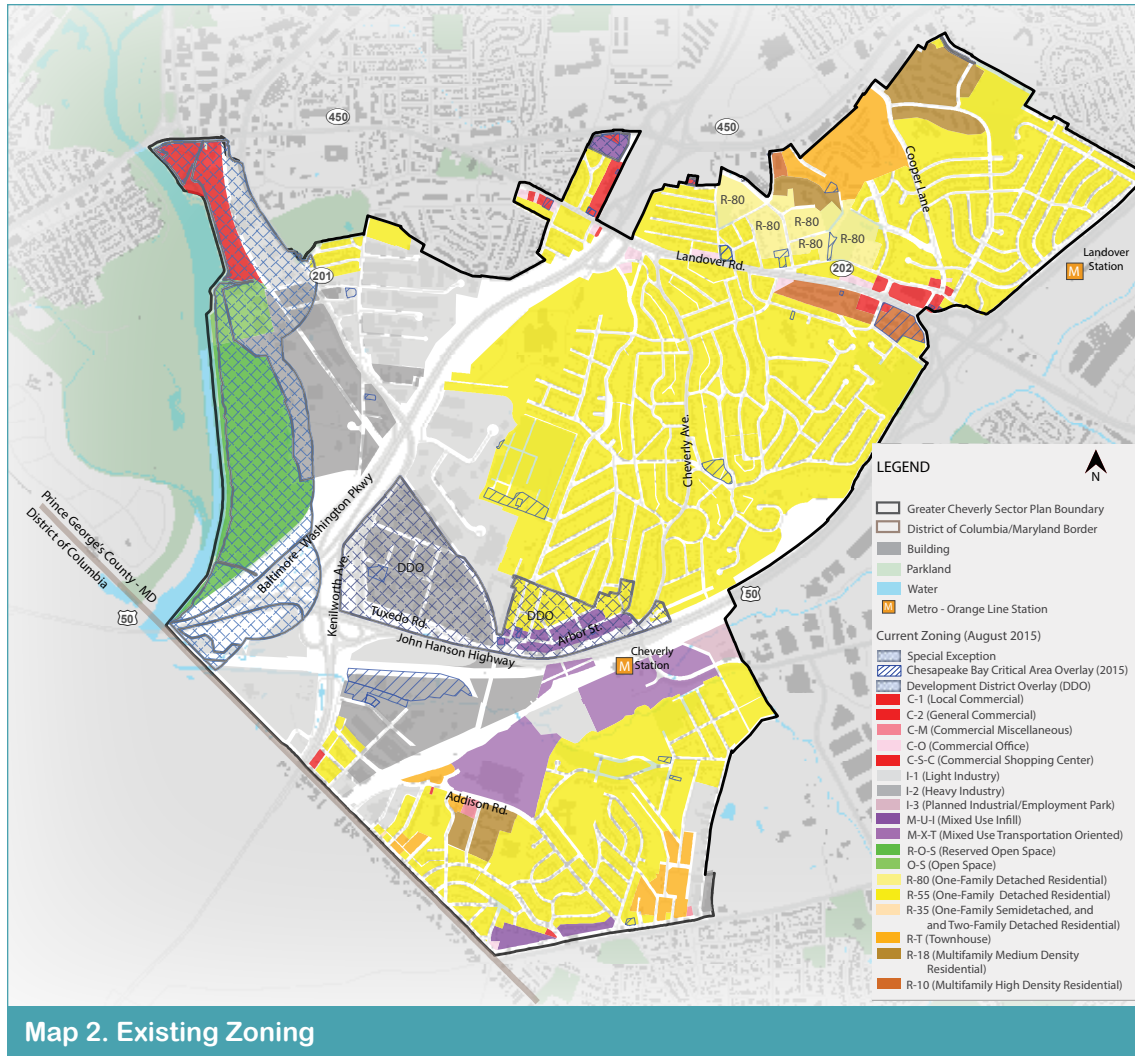 450
450
Cooper Lane
R-80
R-80
R-80
R-80
R-80
Landover Rd.
202
Landover
Station
M
201
Cheverly Ave.
Baltimore - Washington Pkwy
Prince George's County - MD
District of Columbia
50
Kenilworth Ave.
DDO
DDO
Tuxedo Rd.
Arbor St.
John Hanson Highway
50
M
Cheverly
Station
Addison Rd.
LEGEND
N
Greater Cheverly Sector Plan Boundary
District of Columbia/Maryland Border
Building
Parkland
Water
M Metro - Orange Line Station
Current Zoning (August 2015)
Special Exception
Chesapeake Bay Critical Area Overlay (2015)
Development District Overlay (DDO)
C-1 (Local Commercial)
C-2 (General Commercial)
C-M (Commercial Miscellaneous)
C-O (Commercial Office)
C-S-C (Commercial Shopping Center)
I-1 (Light Industry)
I-2 (Heavy Industry)
I-3 (Planned Industrial/Employment Park)
M-U-I (Mixed Use Infill)
M-X-T (Mixed Use Transportation Oriented)
R-O-S (Reserved Open Space)
O-S (Open Space)
R-80 (One-Family Detached Residential)
R-55 (One-Family Detached Residential)
R-35 (One-Family Semidetached, and
and Two-Family Detached Residential)
R-T (Townhouse)
R-18 (Multifamily Medium Density
Residential)
R-10 (Multifamily High Density Residential)
Map 2. Existing Zoning